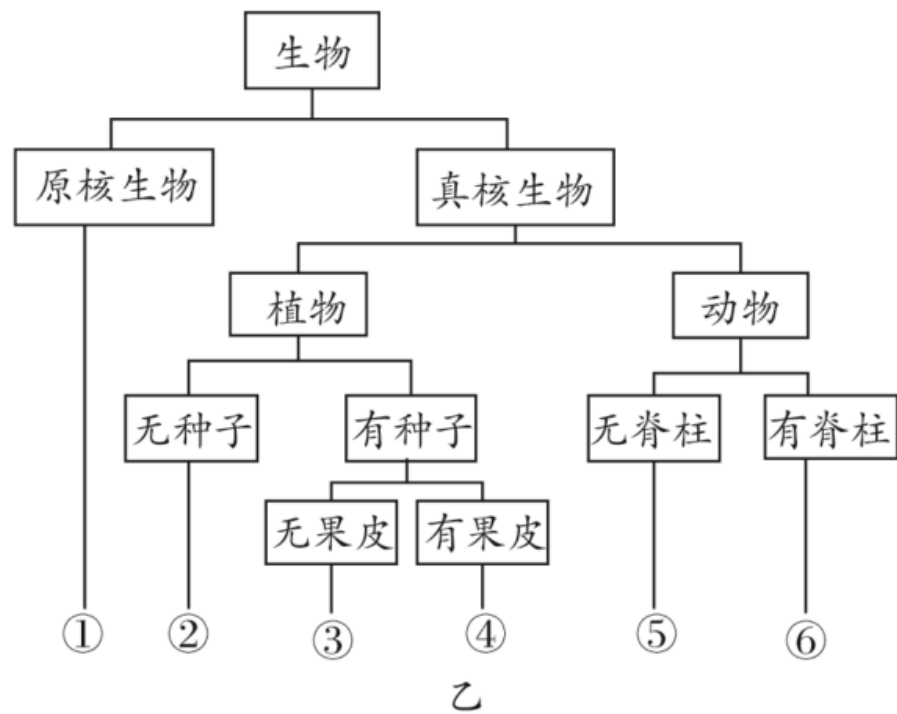 生物
原核生物 真核生物
植物 动物
无种子 有种子 无脊柱 有脊柱
无果皮 有果皮
① ② ③ ④ ⑤ ⑥
乙